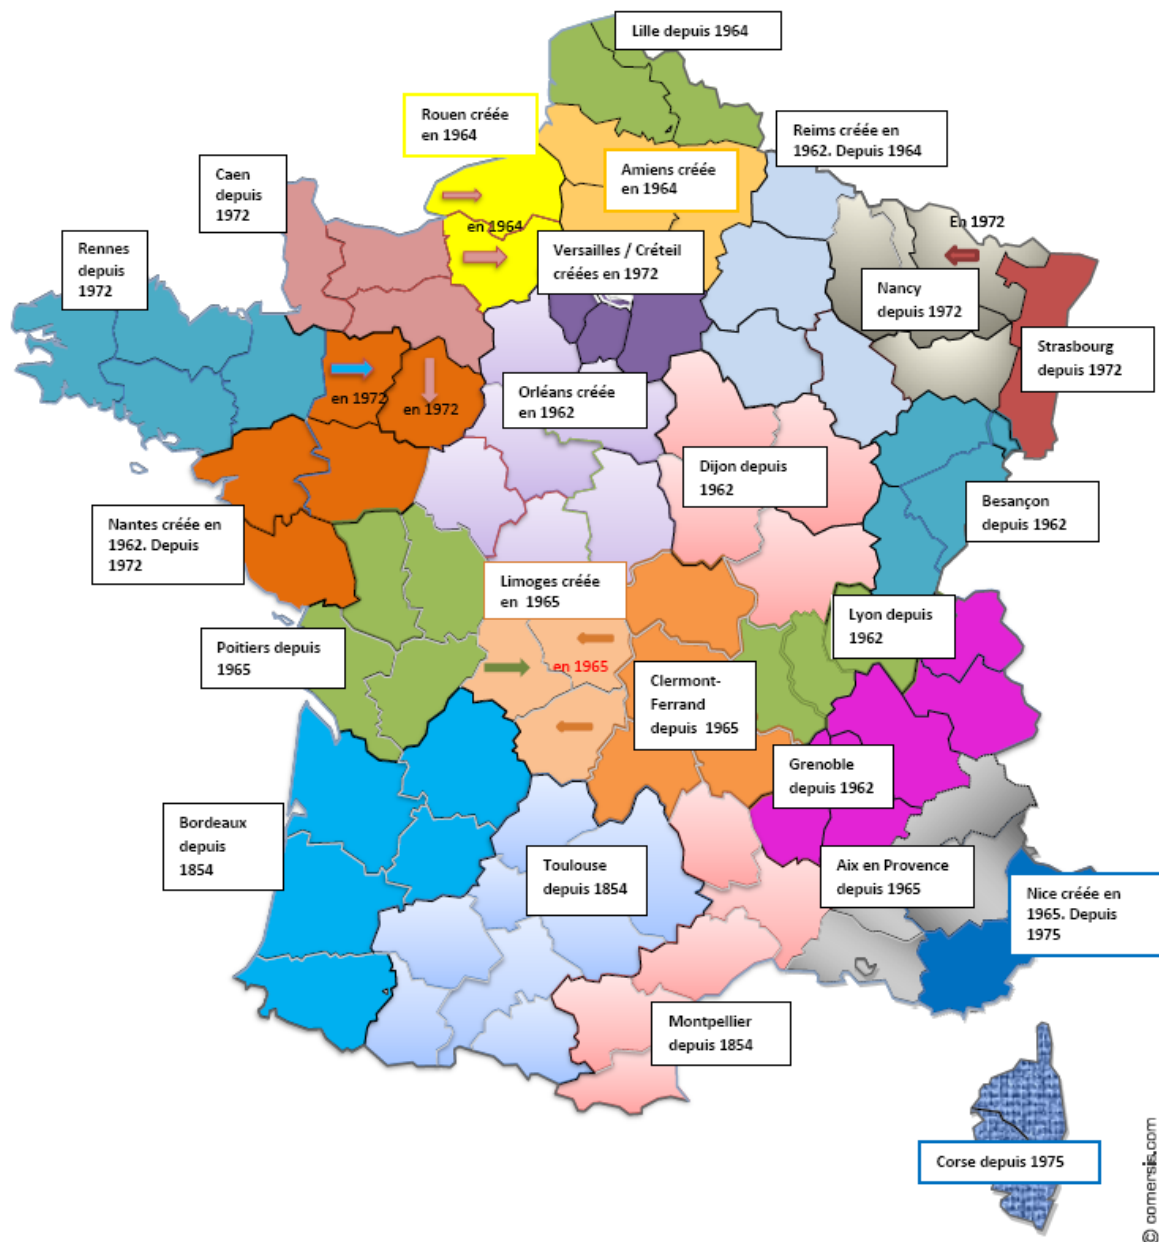 Lille depuis 1964
Rouen créée
en 1964
Reims créée en
1962. Depuis 1964
Amiens créée
en 1964
Caen
depuis
1972
en 1964
En 1972
Rennes
depuis
1972
Versailles / Créteil
créées en 1972
Nancy
depuis 1972
Strasbourg
depuis 1972
en 1972
en 1972
Orléans créée
en 1962
Dijon depuis
1962
Besançon
depuis 1962
Nantes créée en
1962. Depuis
1972
Limoges créée
en 1965
Lyon depuis
1962
Poitiers depuis
1965
en 1965
Clermont-
Ferrand
depuis 1965
Grenoble
depuis 1962
Bordeaux
depuis
1854
Toulouse
depuis 1854
Aix en Provence
depuis 1965
Nice créée en
1965. Depuis
1975
Montpellier
depuis 1854
Corse depuis 1975
© comersis.com